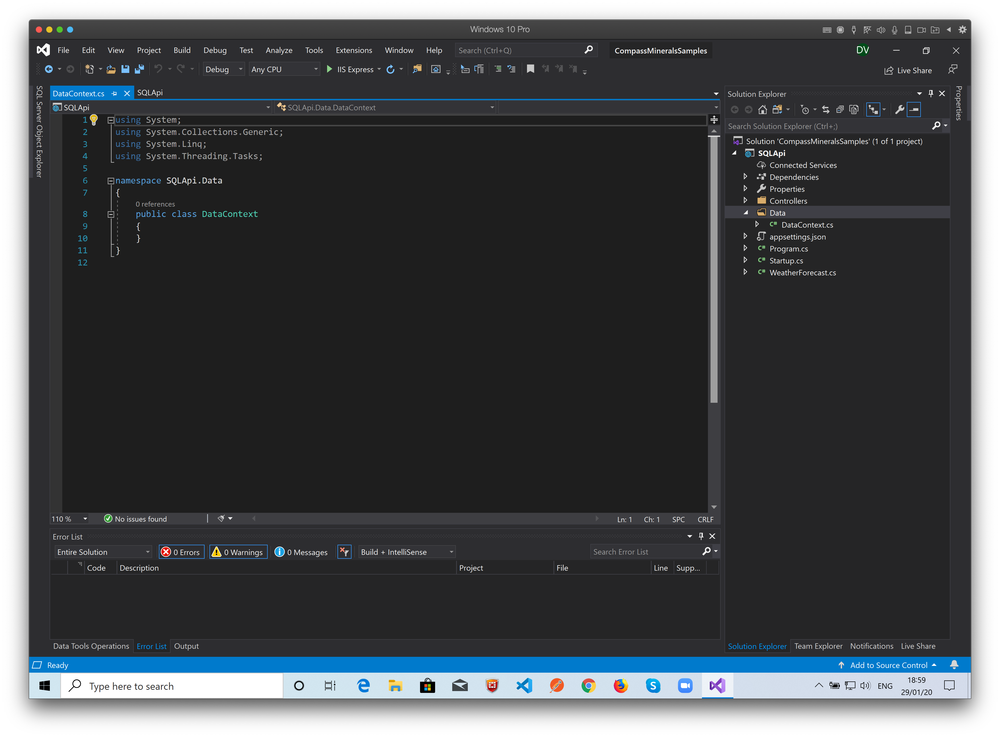 Windows 10 Pro
File Edit View Project Build Debug Test Analyze Tools Extensions Window Help Search (Ctrl+Q) CompassMineralsSamples DV
Debug Any CPU IIS Express Live Share
SQL Server Object Explorer
DataContext.cs SQLApi
SQLApi SQLApi.Data.DataContext
1 using System;
2 using System.Collections.Generic;
3 using System.Linq;
4 using System.Threading.Tasks;
5
6 namespace SQLApi.Data
7 {
0 references
8 public class DataContext
9 {
10 }
11 }
12
110 % No issues found Ln: 1 Ch: 1 SPC CRLF
Error List
Entire Solution 0 Errors 0 Warnings 0 Messages Build + IntelliSense Search Error List
Code Description Project File Line Supp...
Data Tools Operations Error List Output
Solution Explorer
Search Solution Explorer (Ctrl+;)
Solution 'CompassMineralsSamples' (1 of 1 project)
SQLApi
Connected Services
Dependencies
Properties
Controllers
Data
C# DataContext.cs
appsettings.json
C# Program.cs
C# Startup.cs
C# WeatherForecast.cs
Solution Explorer Team Explorer Notifications Live Share
Properties
Ready Add to Source Control
Type here to search ENG 18:59
29/01/20